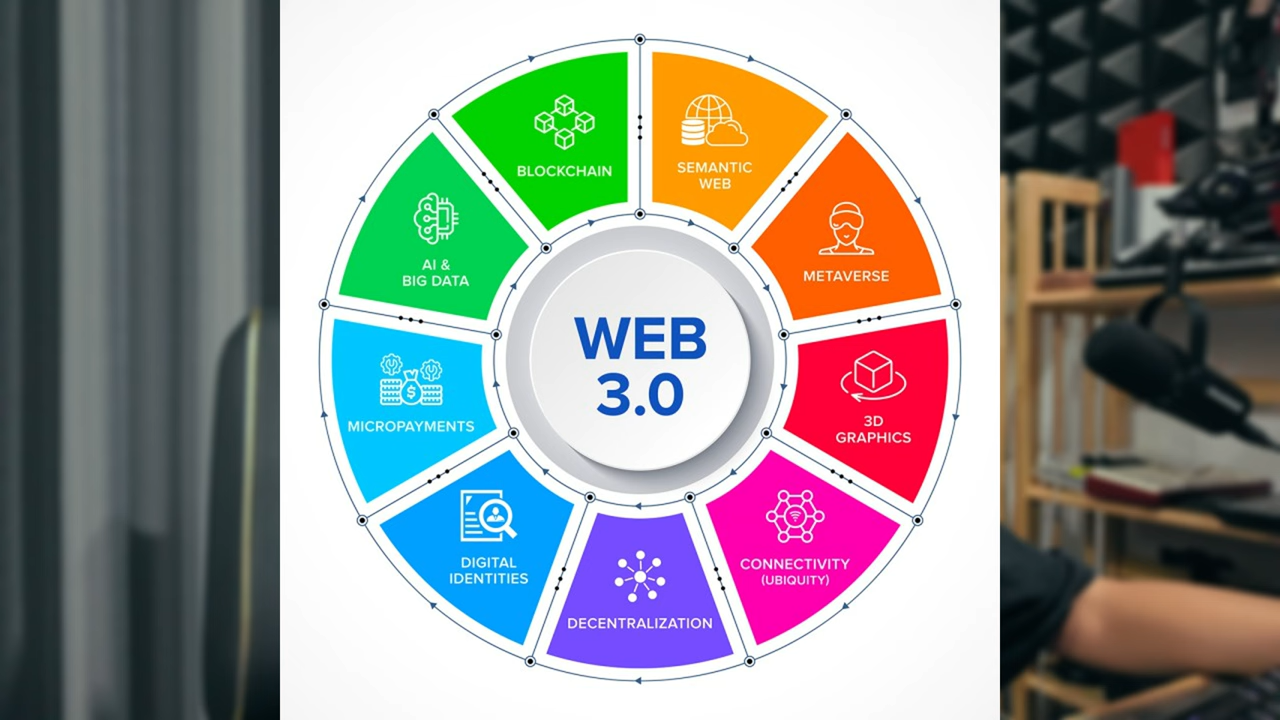 WEB
3.0
SEMANTIC
WEB
METAVERSE
3D
GRAPHICS
CONNECTIVITY
(UBIQUITY)
DECENTRALIZATION
DIGITAL
IDENTITIES
MICROPAYMENTS
AI &
BIG DATA
BLOCKCHAIN